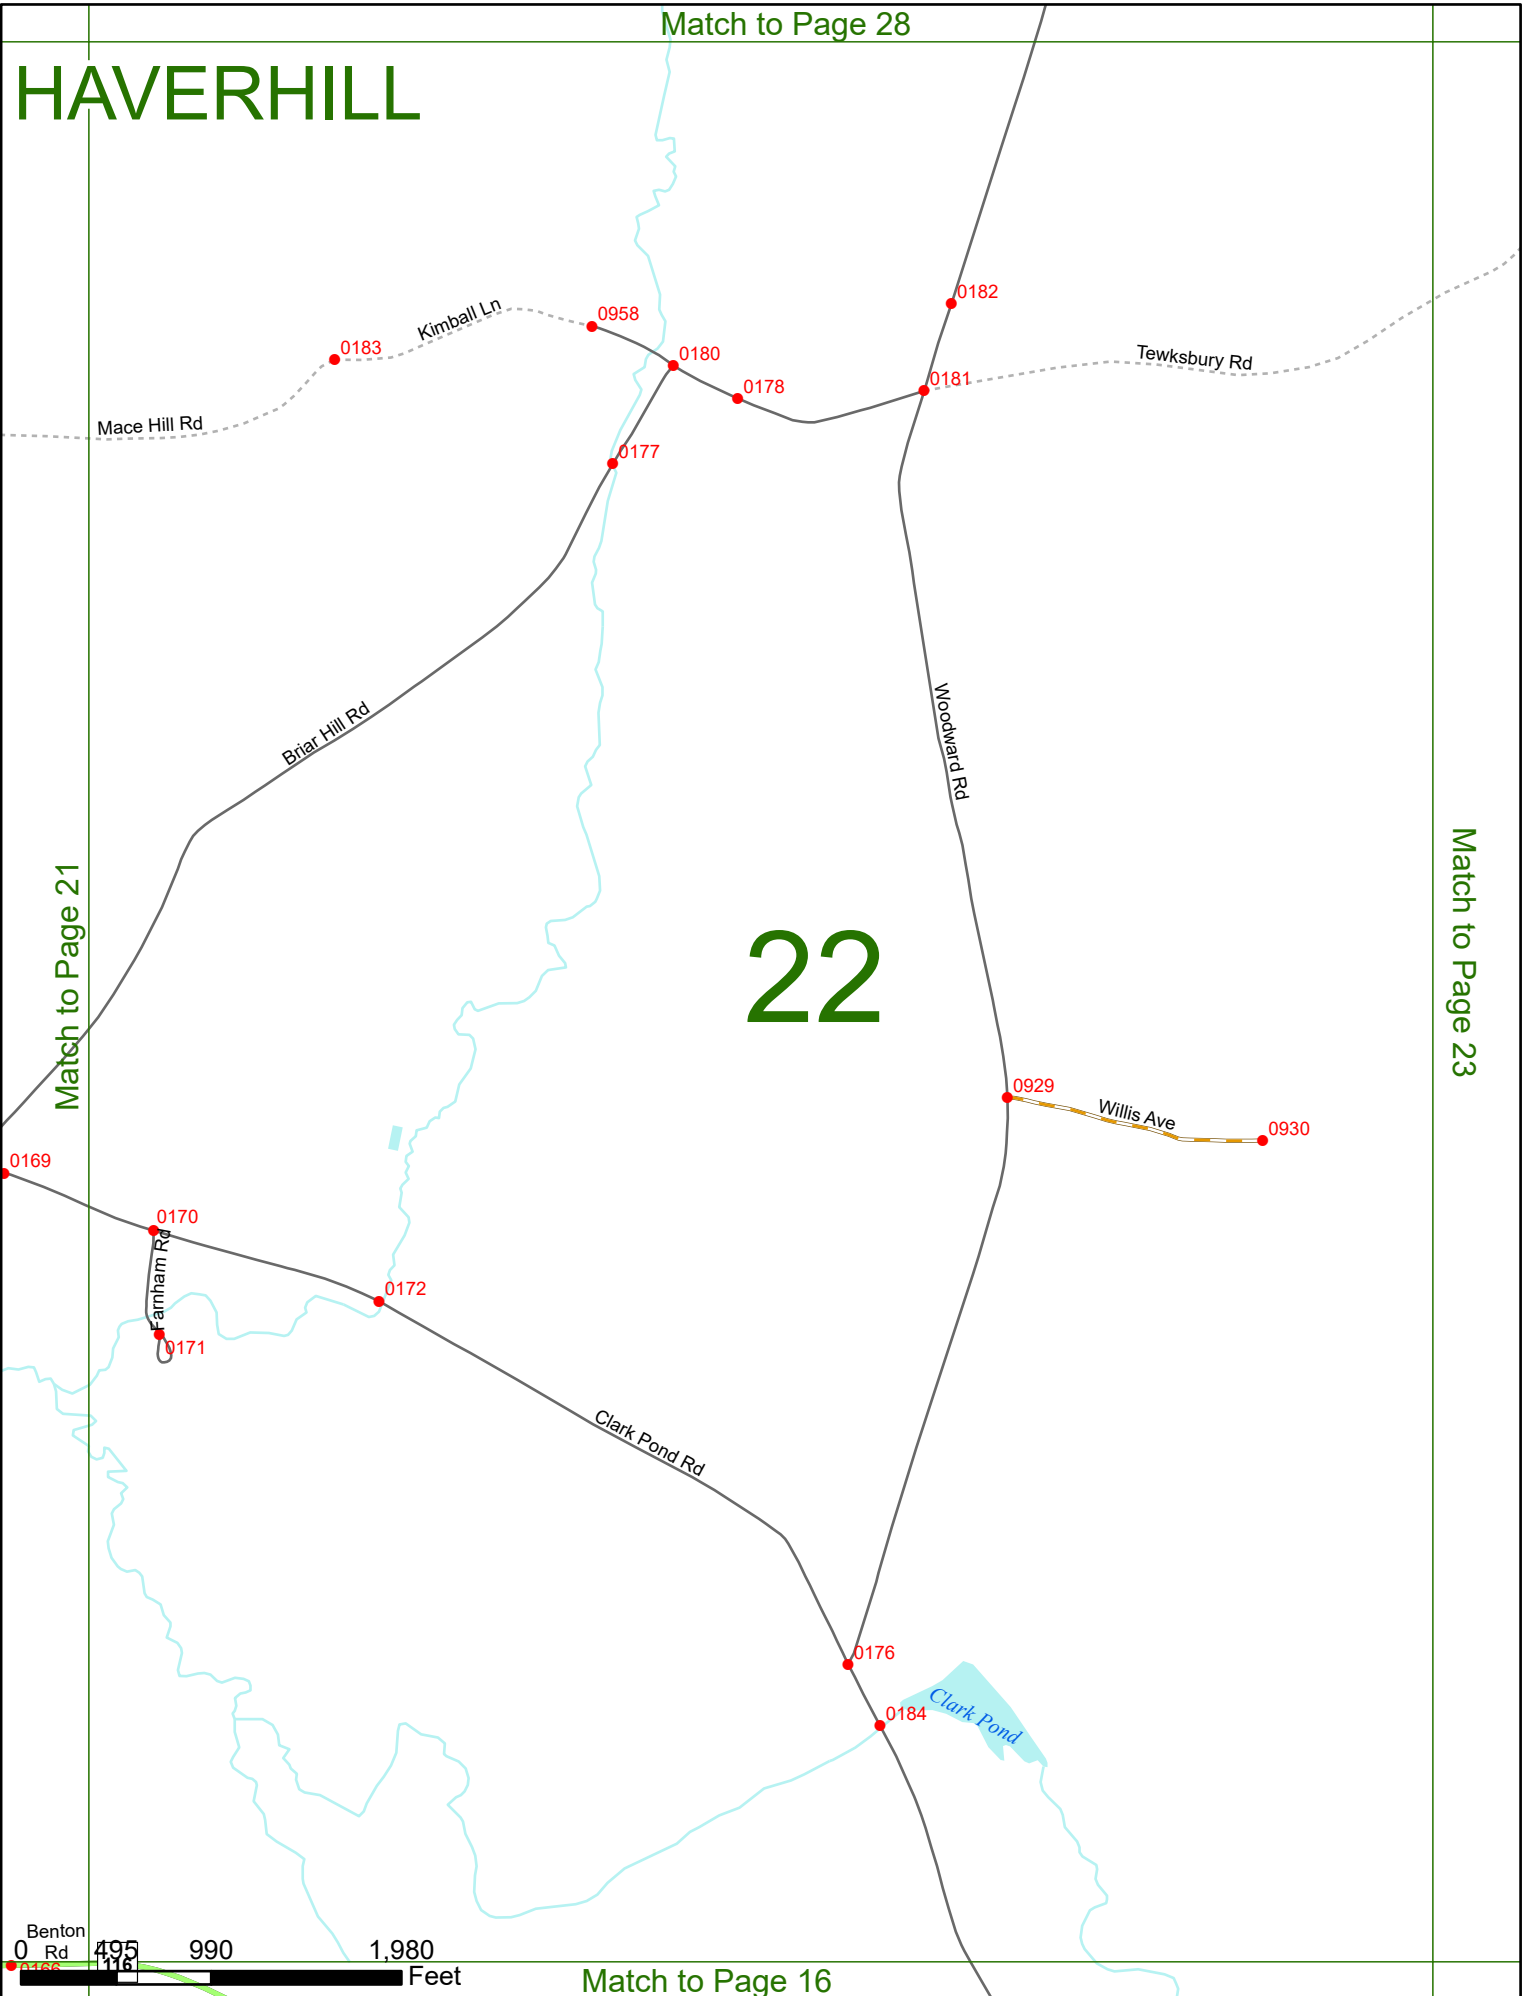 Match to Page 28
HAVERHILL
0182
Kimball Ln
0958
0183
0180
Tewksbury Rd
0181
0178
Mace Hill Rd
0177
Briar Hill Rd
Woodward Rd
Match to Page 21
Match to Page 23
22
0929
Willis Ave
0930
0169
0170
Farnham Rd
0172
0171
Clark Pond Rd
0176
Clark Pond
0184
Benton
Rd
0 495 990 1,980
116
0166
Feet
Match to Page 16